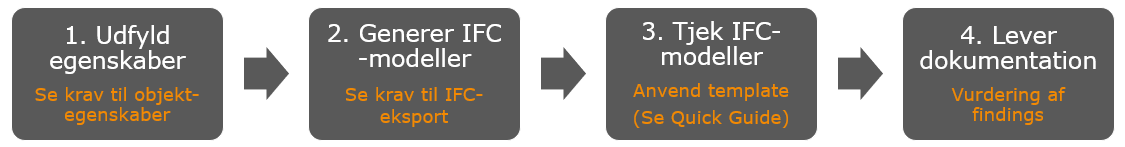 1. Udfyld
egenskaber
Se krav til objekt-
egenskaber
2. Generer IFC
-modeller
Se krav til IFC-
eksport
3. Tjek IFC-
modeller
Anvend template
(Se Quick Guide)
4. Lever
dokumentation
Vurdering af
findings